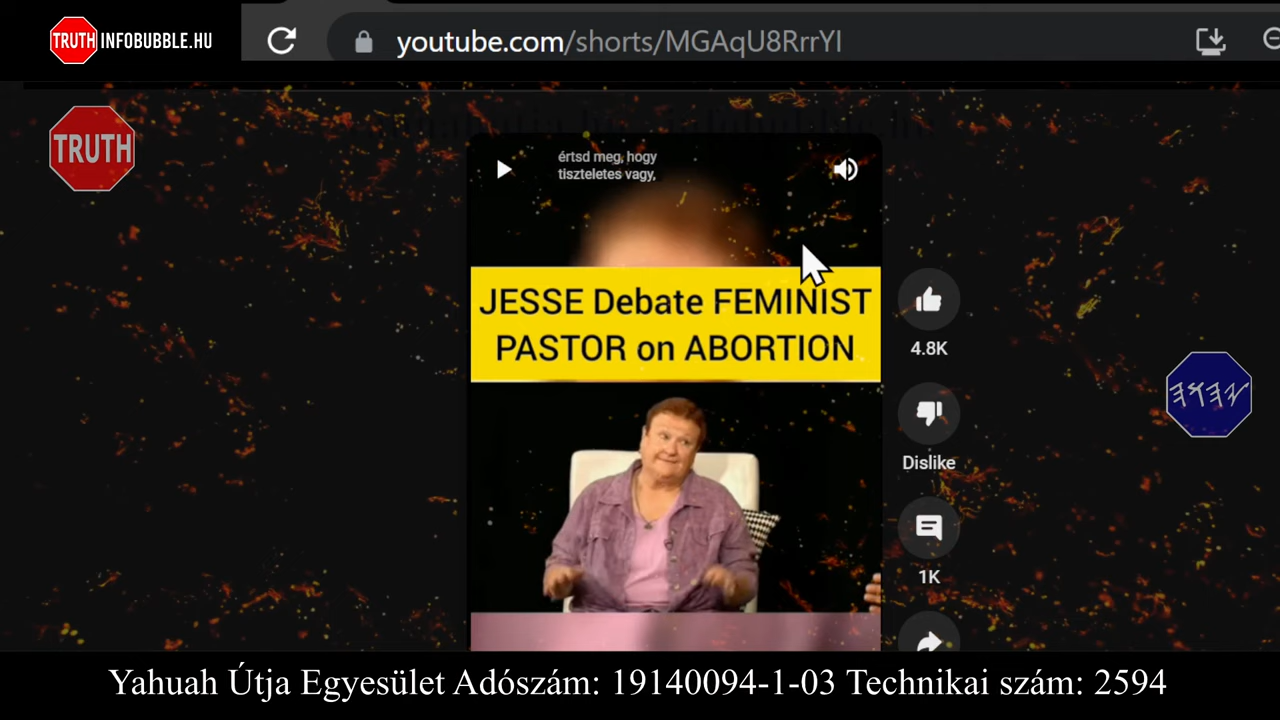 TRUTH INFOBUBBLE.HU
youtube.com/shorts/MGAqU8RrrYI
TRUTH
értsd meg, hogy
tiszteletes vagy,
JESSE Debate FEMINIST
PASTOR on ABORTION
4.8K
Dislike
𐤉𐤄𐤅𐤄
1K
Yahuah Útja Egyesület Adószám: 19140094-1-03 Technikai szám: 2594